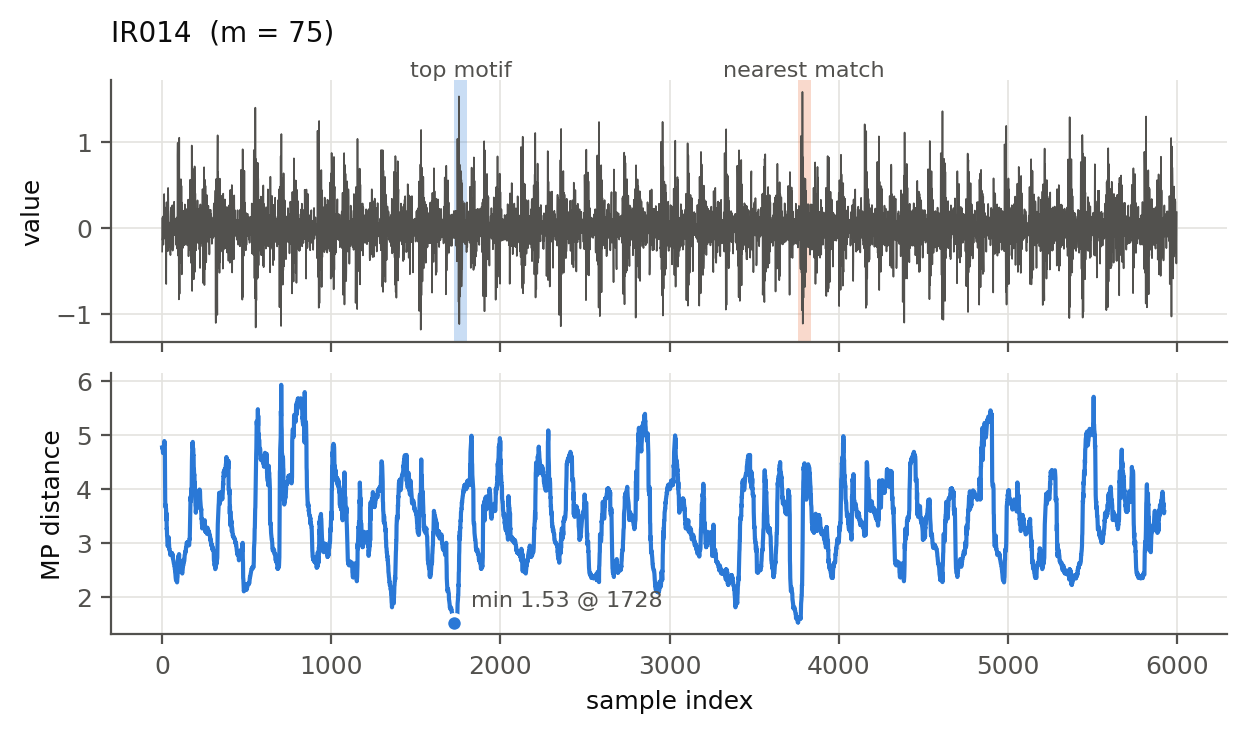 IR014  (m = 75)
top motif
nearest match
1
0
−1
value
6
5
4
3
2
MP distance
min 1.53 @ 1728
0
1000
2000
3000
4000
5000
6000
sample index